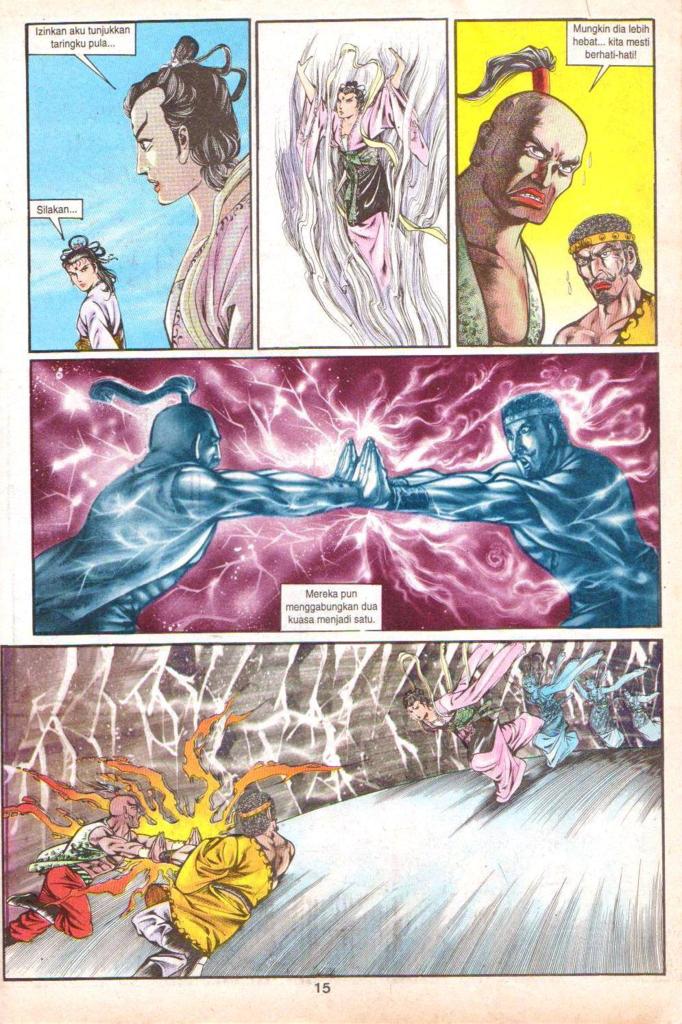 Izinkan aku tunjukkan
taringku pula...
Silakan...
Mungkin dia lebih
hebat... kita mesti
berhati-hati!
Mereka pun
menggabungkan dua
kuasa menjadi satu.
15